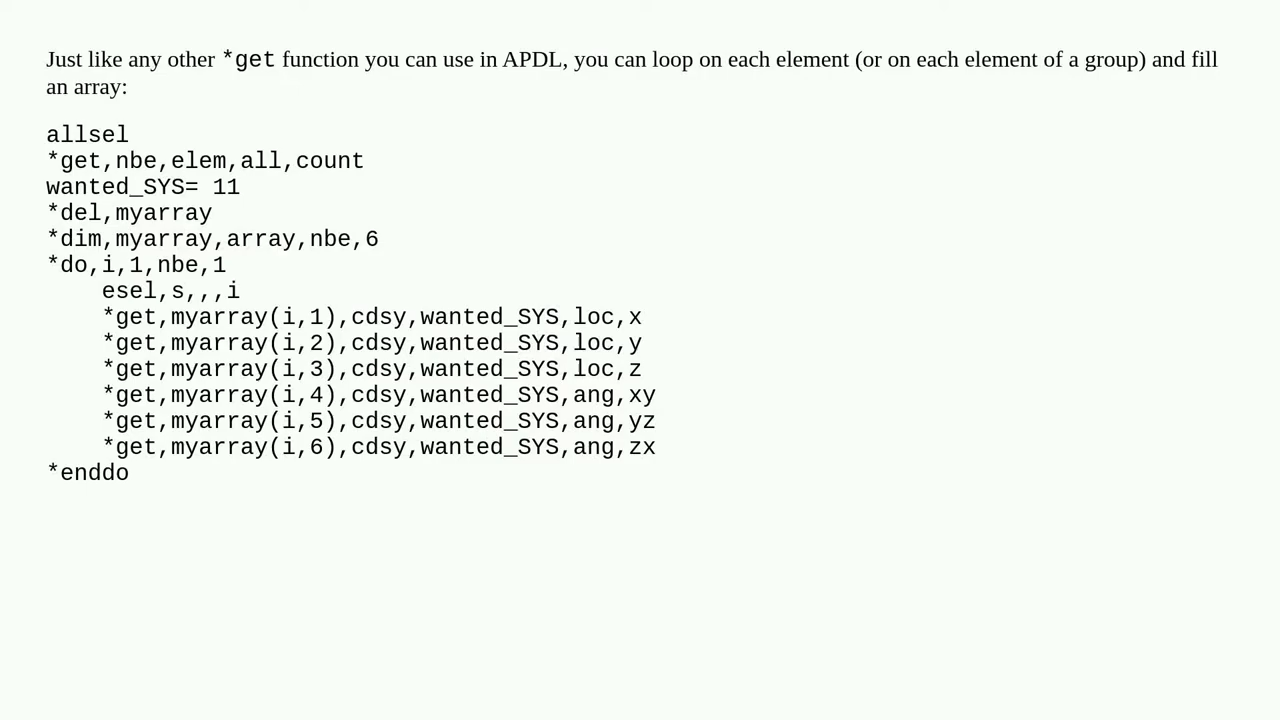 Just like any other *get function you can use in APDL, you can loop on each element (or on each element of a group) and fill
an array:
allsel
*get,nbe,elem,all,count
wanted_SYS= 11
*del,myarray
*dim,myarray,array,nbe,6
*do,i,1,nbe,1
    esel,s,,,i
    *get,myarray(i,1),cdsy,wanted_SYS,loc,x
    *get,myarray(i,2),cdsy,wanted_SYS,loc,y
    *get,myarray(i,3),cdsy,wanted_SYS,loc,z
    *get,myarray(i,4),cdsy,wanted_SYS,ang,xy
    *get,myarray(i,5),cdsy,wanted_SYS,ang,yz
    *get,myarray(i,6),cdsy,wanted_SYS,ang,zx
*enddo